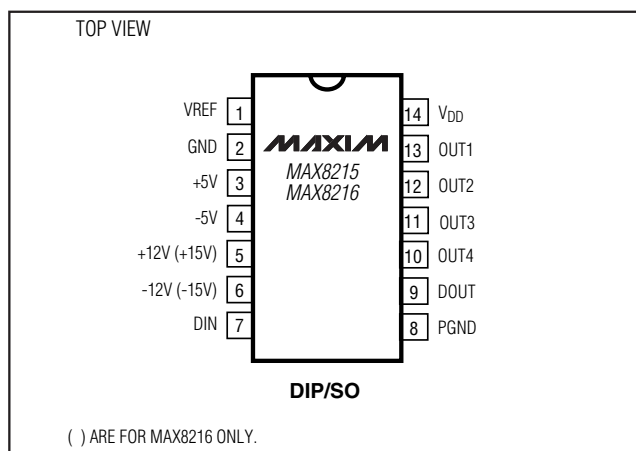 TOP VIEW
VREF 1
GND 2
+5V 3
-5V 4
+12V (+15V) 5
-12V (-15V) 6
DIN 7
MAXIM
MAX8215
MAX8216
14 VDD
13 OUT1
12 OUT2
11 OUT3
10 OUT4
9 DOUT
8 PGND
DIP/SO
( ) ARE FOR MAX8216 ONLY.